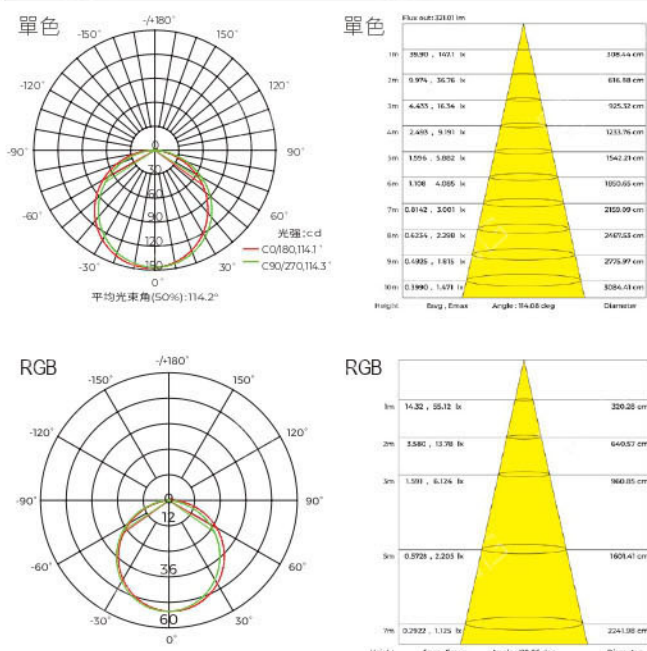 單色
-/+180°
-150°
150°
-120°
120°
-90°
90°
-60°
60°
-30°
30°
0°
0
30
60
90
120
150
光強:cd
C0/180,114.1°
C90/270,114.3°
平均光束角(50%):114.2°
單色
Flux out: 321.01 lm
1m 39.90 , 147.1 lx 308.44 cm
2m 9.974 , 36.76 lx 616.88 cm
3m 4.433 , 16.34 lx 925.32 cm
4m 2.493 , 9.191 lx 1233.76 cm
5m 1.596 , 5.882 lx 1542.21 cm
6m 1.108 4.085 lx 1850.65 cm
7m 0.8142 , 3.001 lx 2159.09 cm
8m 0.6234 , 2.298 lx 2467.53 cm
9m 0.4925 , 1.815 lx 2775.97 cm
10m 0.3990 , 1.471 lx 3084.41 cm
Height Eavg , Emax Angle : 114.08 deg Diameter
RGB
-/+180°
-150°
150°
-120°
120°
-90°
90°
-60°
60°
-30°
30°
0°
0
12
36
60
RGB
1m 14.32 , 55.12 lx 320.28 cm
2m 3.580 , 13.78 lx 640.57 cm
3m 1.591 , 6.124 lx 960.85 cm
5m 0.5728 , 2.205 lx 1601.41 cm
7m 0.2922 , 1.125 lx 2241.98 cm